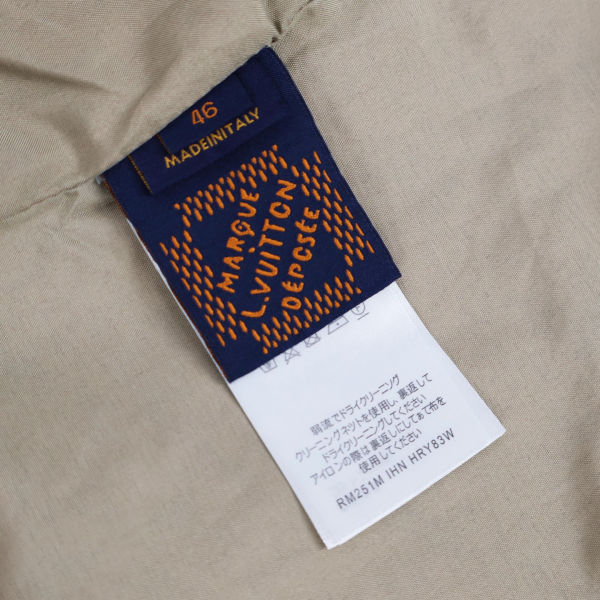 46
MADEINITALY
MARQUE
L.VUITTON
DÉPOSÉE
弱流でドライクリーニング
クリーニングネットを使用し、裏返して
ドライクリーニングしてください
アイロンの際は裏返しにしてあて布を
使用してください
RM251M IHN HRY83W